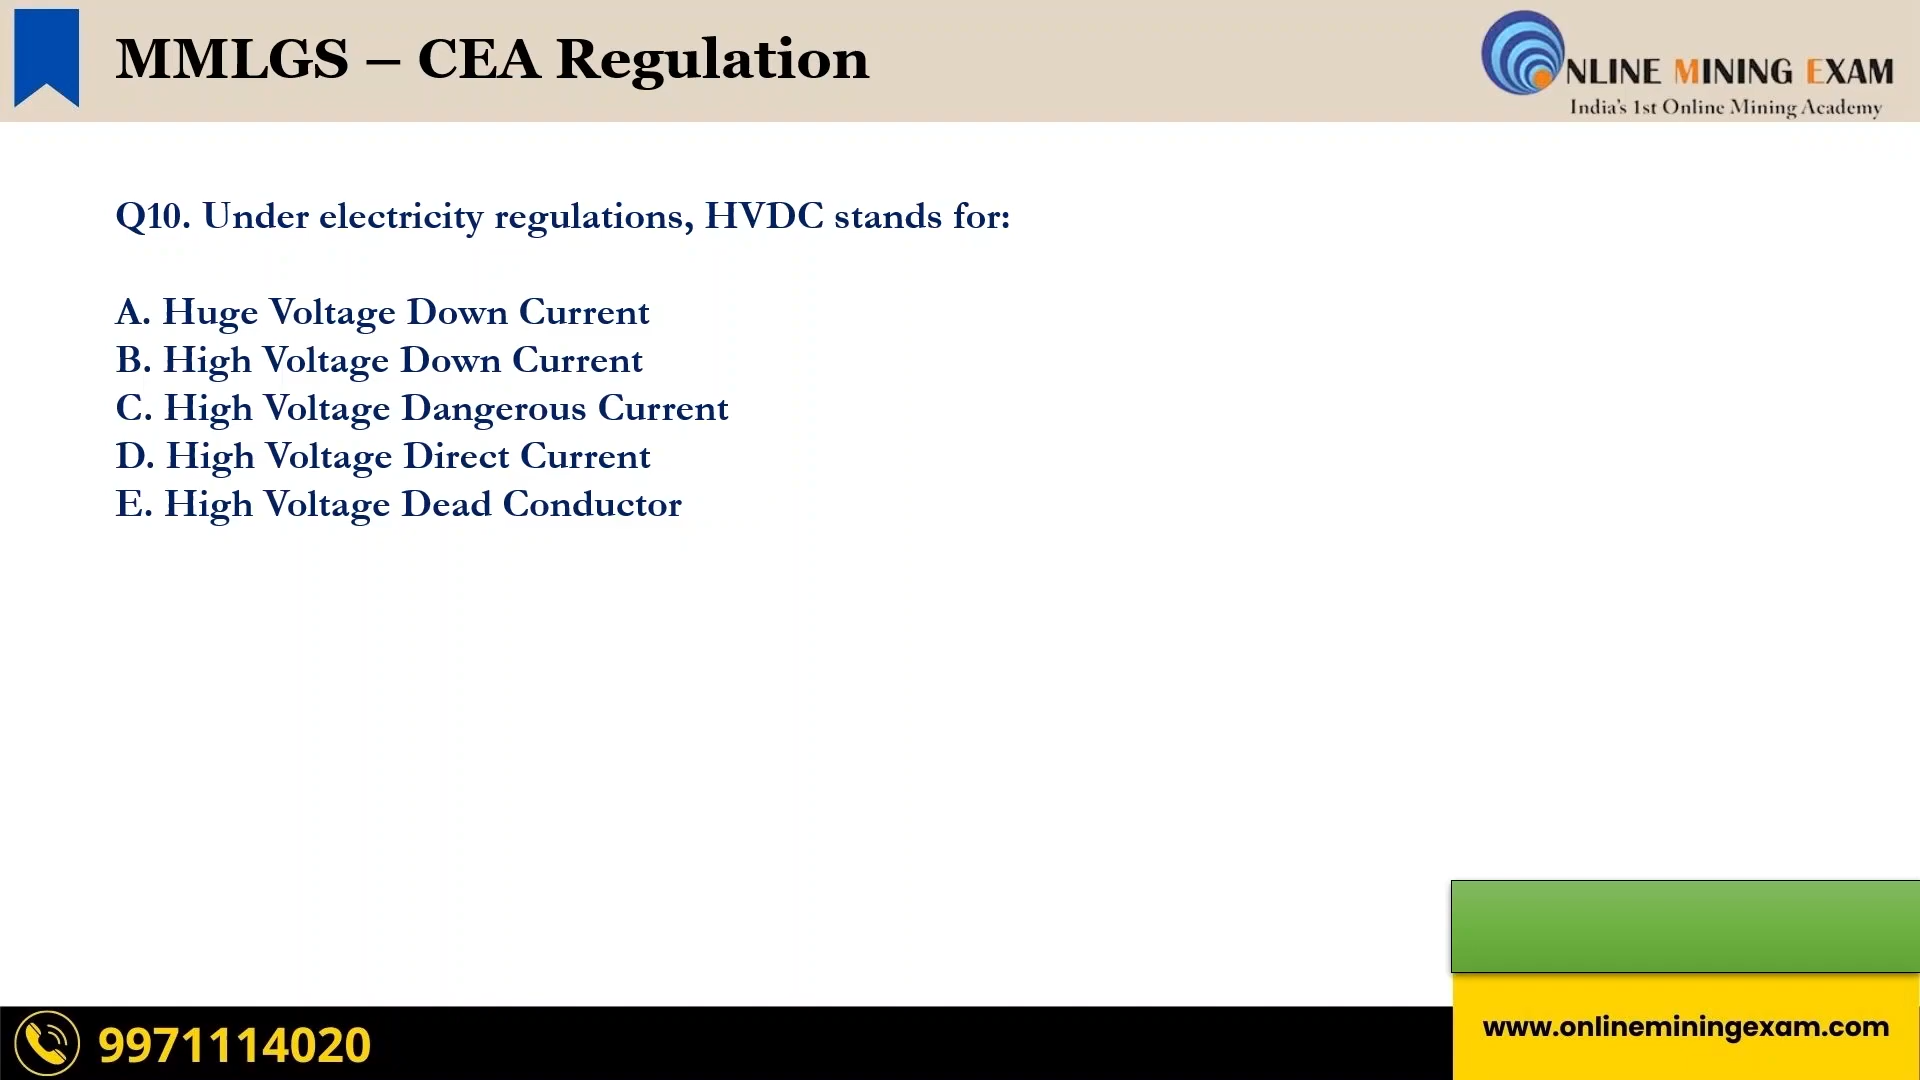 MMLGS – CEA Regulation
NLINE MINING EXAM
India's 1st Online Mining Academy
Q10. Under electricity regulations, HVDC stands for:
A. Huge Voltage Down Current
B. High Voltage Down Current
C. High Voltage Dangerous Current
D. High Voltage Direct Current
E. High Voltage Dead Conductor
9971114020
www.onlineminingexam.com